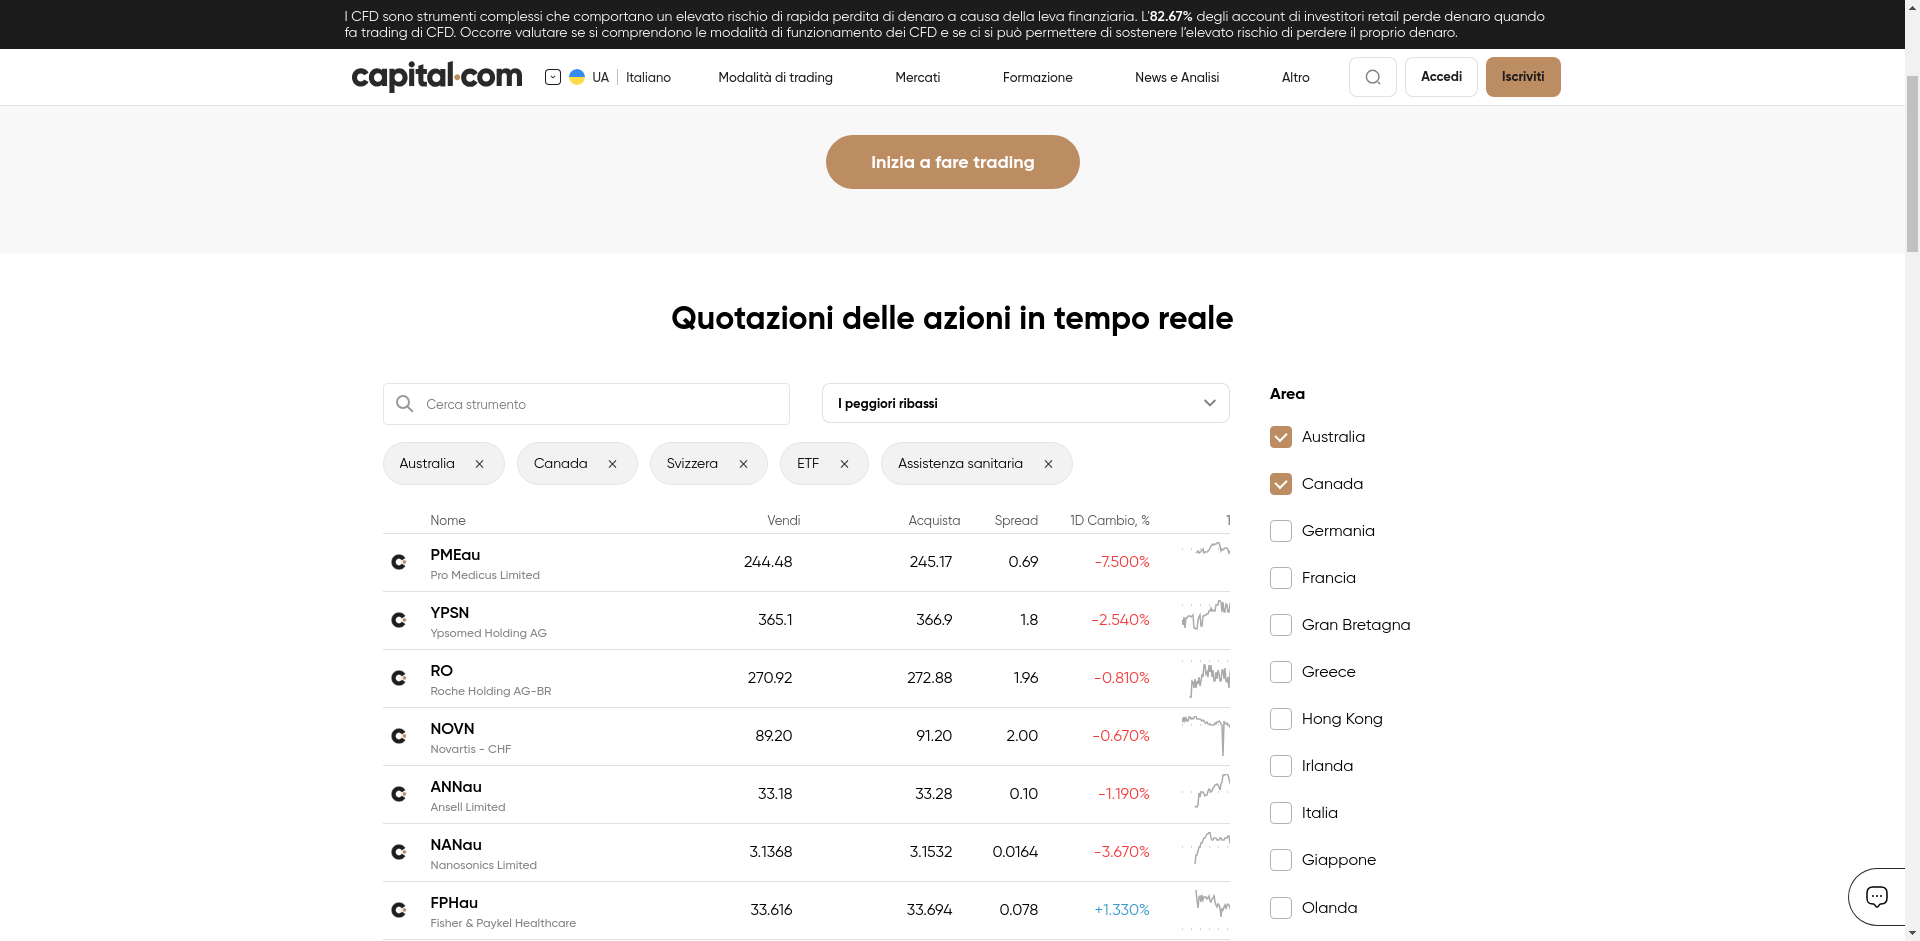 I CFD sono strumenti complessi che comportano un elevato rischio di rapida perdita di denaro a causa della leva finanziaria. L'82.67% degli account di investitori retail perde denaro quando
fa trading di CFD. Occorre valutare se si comprendono le modalità di funzionamento dei CFD e se ci si può permettere di sostenere l'elevato rischio di perdere il proprio denaro.
capital.com UA Italiano Modalità di trading Mercati Formazione News e Analisi Altro Accedi Iscriviti
Inizia a fare trading
Quotazioni delle azioni in tempo reale
Cerca strumento
I peggiori ribassi
Australia Canada Svizzera ETF Assistenza sanitaria
Nome Vendi Acquista Spread 1D Cambio, % 1
PMEau 244.48 245.17 0.69 -7.500%
Pro Medicus Limited
YPSN 365.1 366.9 1.8 -2.540%
Ypsomed Holding AG
RO 270.92 272.88 1.96 -0.810%
Roche Holding AG-BR
NOVN 89.20 91.20 2.00 -0.670%
Novartis - CHF
ANNau 33.18 33.28 0.10 -1.190%
Ansell Limited
NANau 3.1368 3.1532 0.0164 -3.670%
Nanosonics Limited
FPHau 33.616 33.694 0.078 +1.330%
Fisher & Paykel Healthcare
Area
Australia
Canada
Germania
Francia
Gran Bretagna
Greece
Hong Kong
Irlanda
Italia
Giappone
Olanda